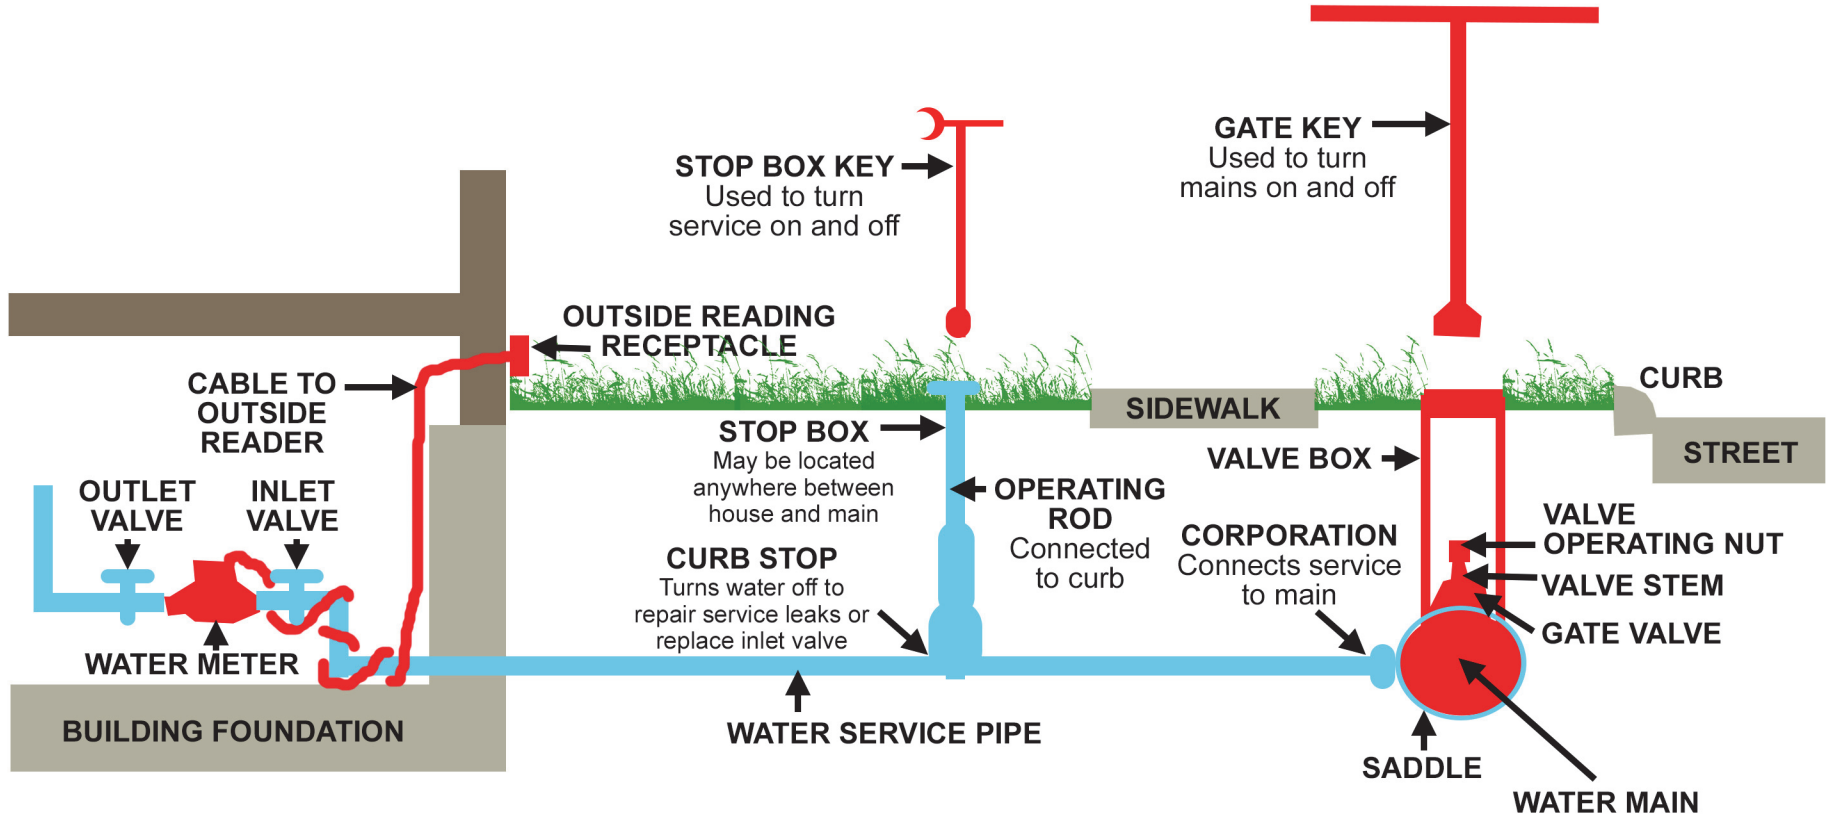 GATE KEY
Used to turn
mains on and off
STOP BOX KEY
Used to turn
service on and off
OUTSIDE READING
RECEPTACLE
CABLE TO
OUTSIDE
READER
CURB
SIDEWALK
STREET
STOP BOX
May be located
anywhere between
house and main
VALVE BOX
OUTLET
VALVE
INLET
VALVE
OPERATING
ROD
Connected
to curb
VALVE
OPERATING NUT
CORPORATION
Connects service
to main
CURB STOP
Turns water off to
repair service leaks or
replace inlet valve
VALVE STEM
GATE VALVE
WATER METER
BUILDING FOUNDATION
WATER SERVICE PIPE
SADDLE
WATER MAIN